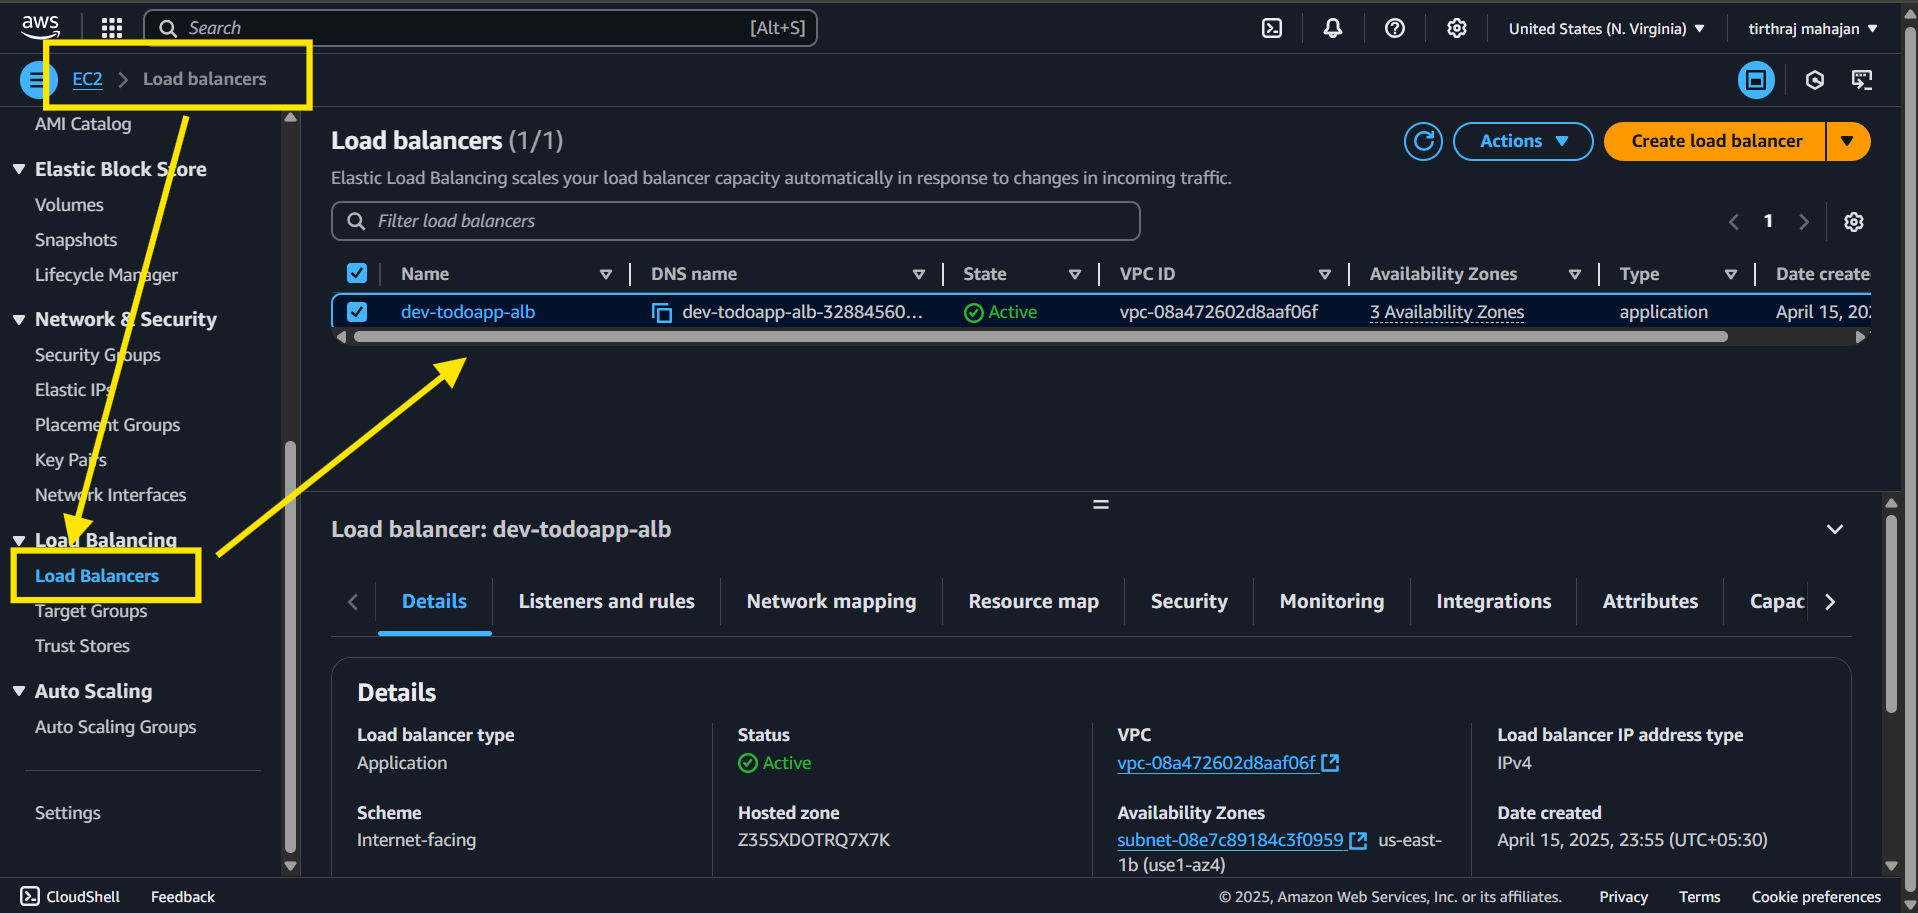 aws
Search [Alt+S]
United States (N. Virginia)
tirthraj mahajan
EC2 Load balancers
AMI Catalog
Elastic Block Store
Volumes
Snapshots
Lifecycle Manager
Network & Security
Security Groups
Elastic IPs
Placement Groups
Key Pairs
Network Interfaces
Load Balancing
Load Balancers
Target Groups
Trust Stores
Auto Scaling
Auto Scaling Groups
Settings
Load balancers (1/1)
Actions
Create load balancer
Elastic Load Balancing scales your load balancer capacity automatically in response to changes in incoming traffic.
Filter load balancers
1
Name DNS name State VPC ID Availability Zones Type Date create
dev-todoapp-alb dev-todoapp-alb-32884560... Active vpc-08a472602d8aaf06f 3 Availability Zones application April 15, 202
Load balancer: dev-todoapp-alb
Details Listeners and rules Network mapping Resource map Security Monitoring Integrations Attributes Capac
Details
Load balancer type
Application
Status
Active
VPC
vpc-08a472602d8aaf06f
Load balancer IP address type
IPv4
Scheme
Internet-facing
Hosted zone
Z35SXDOTRQ7X7K
Availability Zones
subnet-08e7c89184c3f0959 us-east-
1b (use1-az4)
Date created
April 15, 2025, 23:55 (UTC+05:30)
CloudShell Feedback © 2025, Amazon Web Services, Inc. or its affiliates. Privacy Terms Cookie preferences